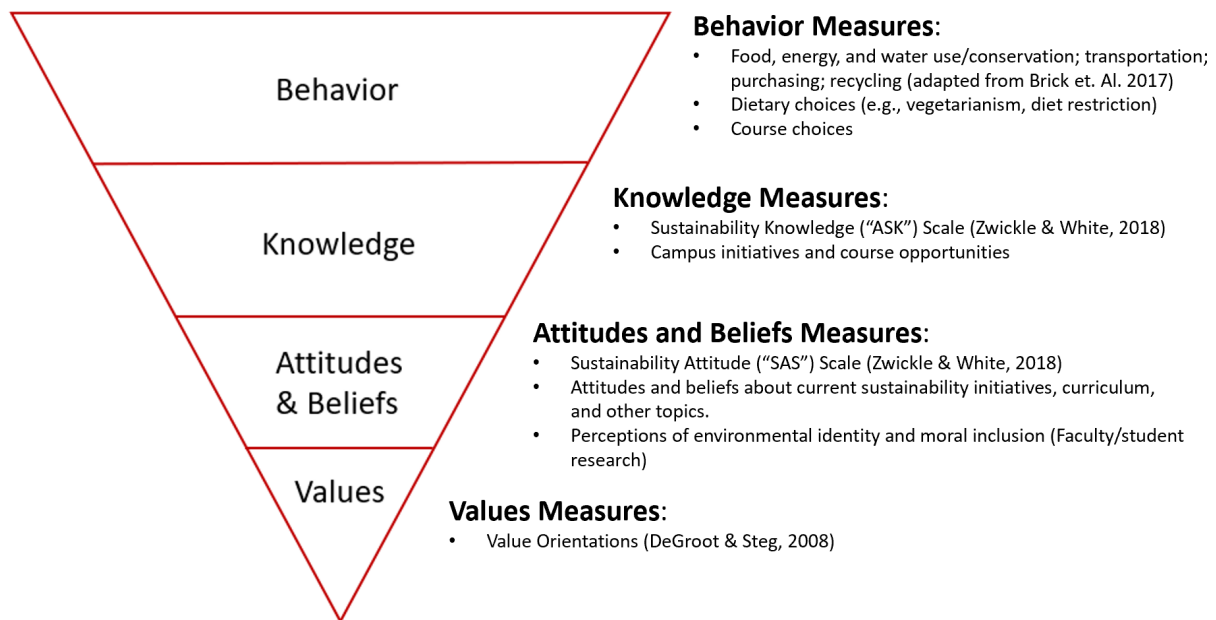 Behavior
Behavior Measures:
• Food, energy, and water use/conservation; transportation;
purchasing; recycling (adapted from Brick et. Al. 2017)
• Dietary choices (e.g., vegetarianism, diet restriction)
• Course choices
Knowledge
Knowledge Measures:
• Sustainability Knowledge (“ASK”) Scale (Zwickle & White, 2018)
• Campus initiatives and course opportunities
Attitudes
& Beliefs
Attitudes and Beliefs Measures:
• Sustainability Attitude (“SAS”) Scale (Zwickle & White, 2018)
• Attitudes and beliefs about current sustainability initiatives, curriculum,
and other topics.
• Perceptions of environmental identity and moral inclusion (Faculty/student
research)
Values
Values Measures:
• Value Orientations (DeGroot & Steg, 2008)